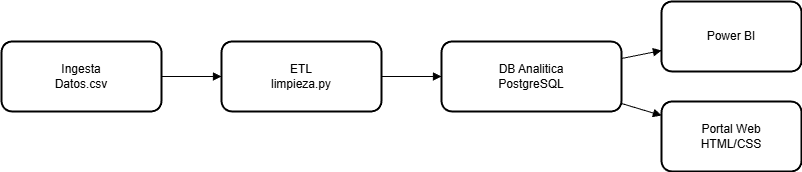 Ingesta
Datos.csv
ETL
limpieza.py
DB Analitica
PostgreSQL
Power BI
Portal Web
HTML/CSS